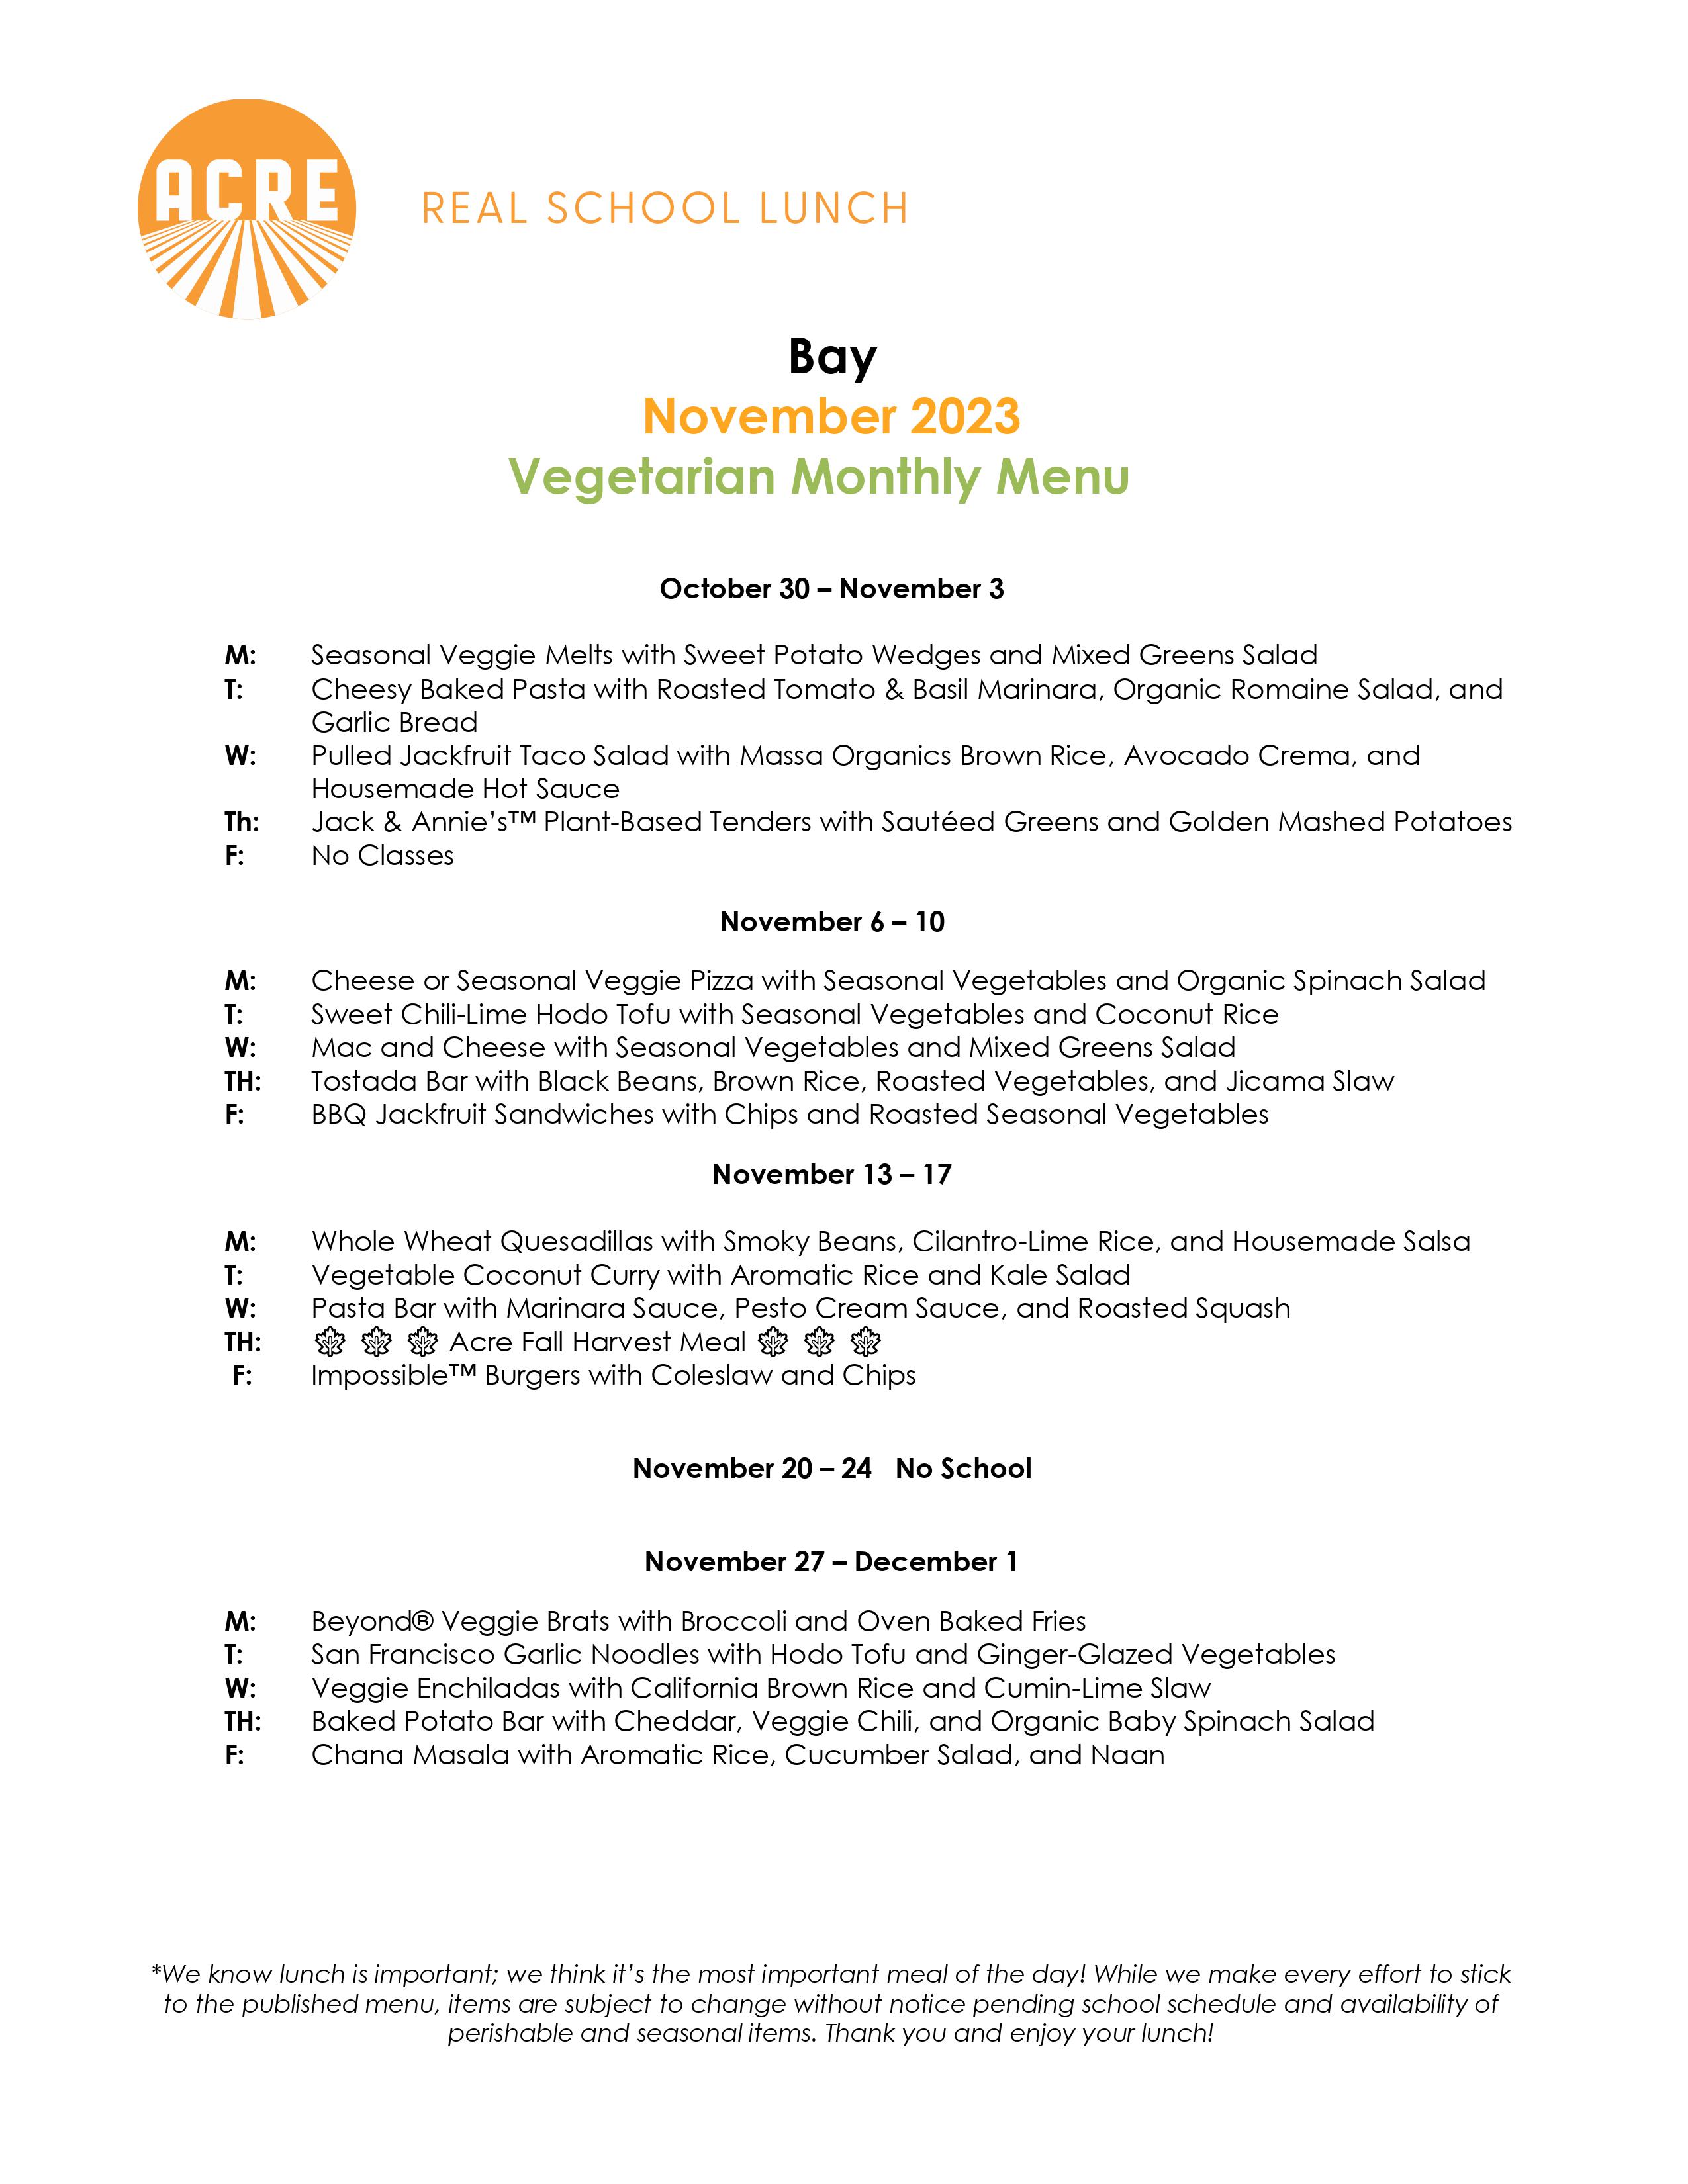 ACRE
REAL SCHOOL LUNCH
Bay
November 2023
Vegetarian Monthly Menu
October 30 – November 3
M: Seasonal Veggie Melts with Sweet Potato Wedges and Mixed Greens Salad
T: Cheesy Baked Pasta with Roasted Tomato & Basil Marinara, Organic Romaine Salad, and
Garlic Bread
W: Pulled Jackfruit Taco Salad with Massa Organics Brown Rice, Avocado Crema, and
Housemade Hot Sauce
Th: Jack & Annie’s™ Plant-Based Tenders with Sautéed Greens and Golden Mashed Potatoes
F: No Classes
November 6 – 10
M: Cheese or Seasonal Veggie Pizza with Seasonal Vegetables and Organic Spinach Salad
T: Sweet Chili-Lime Hodo Tofu with Seasonal Vegetables and Coconut Rice
W: Mac and Cheese with Seasonal Vegetables and Mixed Greens Salad
TH: Tostada Bar with Black Beans, Brown Rice, Roasted Vegetables, and Jicama Slaw
F: BBQ Jackfruit Sandwiches with Chips and Roasted Seasonal Vegetables
November 13 – 17
M: Whole Wheat Quesadillas with Smoky Beans, Cilantro-Lime Rice, and Housemade Salsa
T: Vegetable Coconut Curry with Aromatic Rice and Kale Salad
W: Pasta Bar with Marinara Sauce, Pesto Cream Sauce, and Roasted Squash
TH: Acre Fall Harvest Meal
F: Impossible™ Burgers with Coleslaw and Chips
November 20 – 24 No School
November 27 – December 1
M: Beyond® Veggie Brats with Broccoli and Oven Baked Fries
T: San Francisco Garlic Noodles with Hodo Tofu and Ginger-Glazed Vegetables
W: Veggie Enchiladas with California Brown Rice and Cumin-Lime Slaw
TH: Baked Potato Bar with Cheddar, Veggie Chili, and Organic Baby Spinach Salad
F: Chana Masala with Aromatic Rice, Cucumber Salad, and Naan
*We know lunch is important; we think it’s the most important meal of the day! While we make every effort to stick
to the published menu, items are subject to change without notice pending school schedule and availability of
perishable and seasonal items. Thank you and enjoy your lunch!